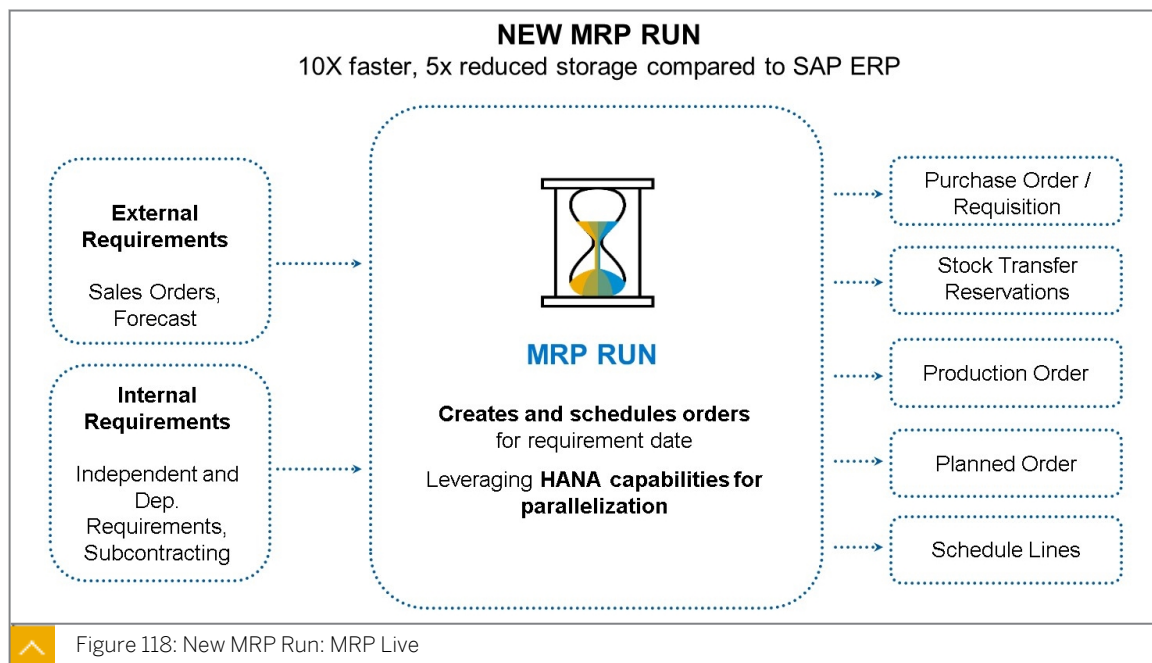 NEW MRP RUN
10X faster, 5x reduced storage compared to SAP ERP
External
Requirements
Sales Orders,
Forecast
Internal
Requirements
Independent and
Dep.
Requirements,
Subcontracting
MRP RUN
Creates and schedules orders
for requirement date
Leveraging HANA capabilities for
parallelization
Purchase Order /
Requisition
Stock Transfer
Reservations
Production Order
Planned Order
Schedule Lines
Figure 118: New MRP Run: MRP Live